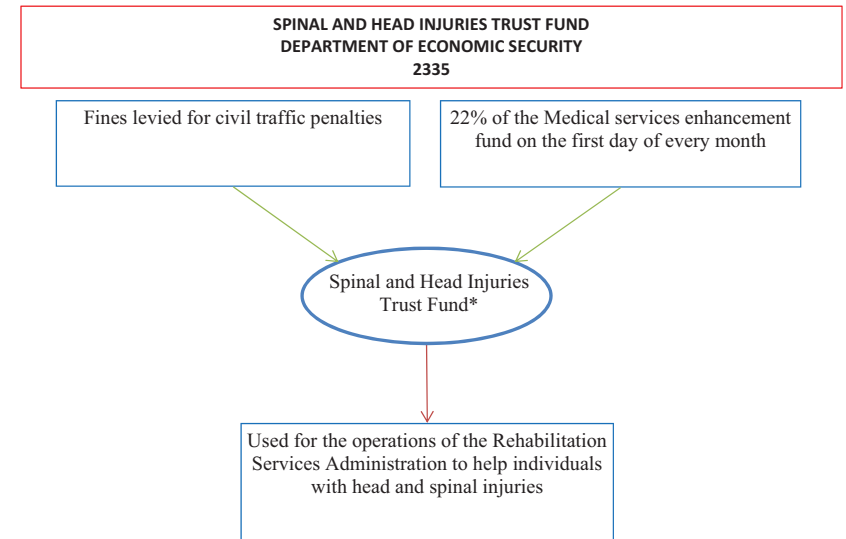 SPINAL AND HEAD INJURIES TRUST FUND
DEPARTMENT OF ECONOMIC SECURITY
2335
Fines levied for civil traffic penalties
22% of the Medical services enhancement
fund on the first day of every month
Spinal and Head Injuries
Trust Fund*
Used for the operations of the Rehabilitation
Services Administration to help individuals
with head and spinal injuries